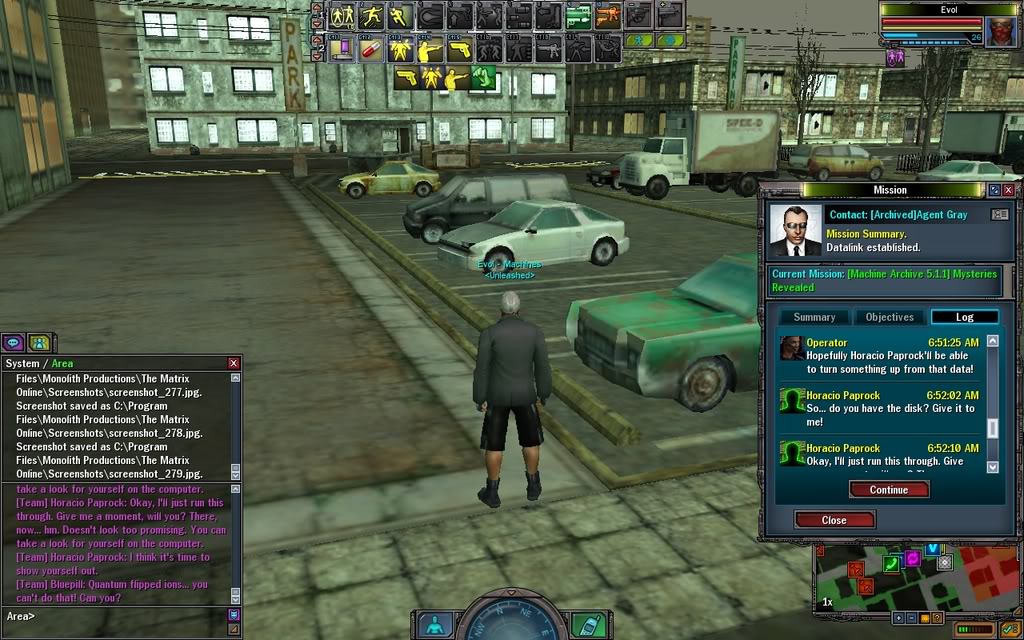 PARK
PARKING
SPEE-D
Evol
26
Evol - Machines
<Unleashed>
Mission
Contact: [Archived]Agent Gray
Mission Summary.
Datalink established.
Current Mission: [Machine Archive 5.1.1] Mysteries
Revealed
Summary
Objectives
Log
Operator 6:51:25 AM
Hopefully Horacio Paprock'll be able
to turn something up from that data!
Horacio Paprock 6:52:02 AM
So... do you have the disk? Give it to
me!
Horacio Paprock 6:52:10 AM
Okay, I'll just run this through. Give
Continue
Close
System / Area
Files\Monolith Productions\The Matrix
Online\Screenshots\screenshot_277.jpg.
Screenshot saved as C:\Program
Files\Monolith Productions\The Matrix
Online\Screenshots\screenshot_278.jpg.
Screenshot saved as C:\Program
Files\Monolith Productions\The Matrix
Online\Screenshots\screenshot_279.jpg.
take a look for yourself on the computer.
[Team] Horacio Paprock: Okay, I'll just run this
through. Give me a moment, will you? There,
now... hm. Doesn't look too promising. You can
take a look for yourself on the computer.
[Team] Horacio Paprock: I think it's time to
show yourself out.
[Team] Bluepill: Quantum flipped ions... you
can't do that! Can you?
Area>
NW N NE E
1x